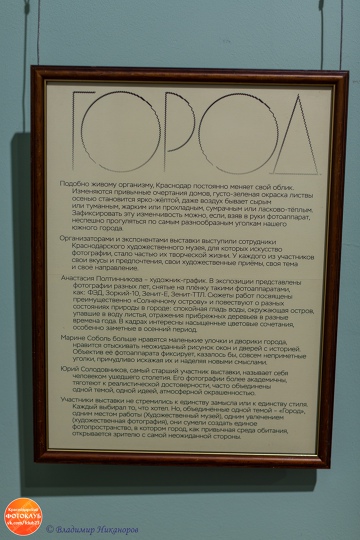 ГОРОД
Подобно живому организму, Краснодар постоянно меняет свой облик.
Изменяются привычные очертания домов, густо-зеленая окраска листвы
осенью становится ярко-жёлтой, даже воздух бывает сырым
или туманным, жарким или прохладным, сумрачным или ласково-тёплым.
Зафиксировать эту изменчивость можно, если, взяв в руки фотоаппарат,
неспешно прогуляться по самым разнообразным уголкам нашего
южного города.
Организаторами и экспонентами выставки выступили сотрудники
Краснодарского художественного музея, для которых искусство
фотографии, стало частью их творческой жизни. У каждого из участников
свои вкусы и предпочтения, свои художественные приёмы, своя тема
и своё направление.
Анастасия Полтинникова - художник-график. В экспозиции представлены
фотографии разных лет, снятые на плёнку такими фотоаппаратами,
как: ФЭД, Зоркий-10, Зенит-Е, Зенит-ТТЛ. Сюжеты работ посвящены
преимущественно «Солнечному острову» и повествуют о разных
состояниях природы в городе: спокойная гладь воды, окружающая остров,
упавшие в воду листья, отражения прибрежных деревьев в разные
времена года. В кадрах интересны насыщенные цветовые сочетания,
особенно заметные в осенний период.
Марине Соболь больше нравятся маленькие улочки и дворики города,
нравится отыскивать неожиданный рисунок окон и дверей с историей.
Объектив её фотоаппарата фиксирует, казалось бы, совсем неприметные
уголки, причудливо искажая их и наделяя новыми смыслами.
Юрий Солодовников, самый старший участник выставки, называет себя
человеком ушедшего столетия. Его фотографии более академичны,
тяготеют к реалистической достоверности, часто объединены
одной темой, одной идеей, атмосферной окрашенностью.
Участники выставки не стремились к единству замысла или к единству стиля.
Каждый выбирал то, что хотел. Но, объединённые одной темой - «Город»,
одним местом работы (Художественный музей), одним увлечением
(художественная фотография), они сумели создать единое
фотопространство, в котором город, как привычная среда обитания,
открывается зрителю с самой неожиданной стороны.
Краснодарский
ФОТОКЛУБ
© Владимир Никаноров